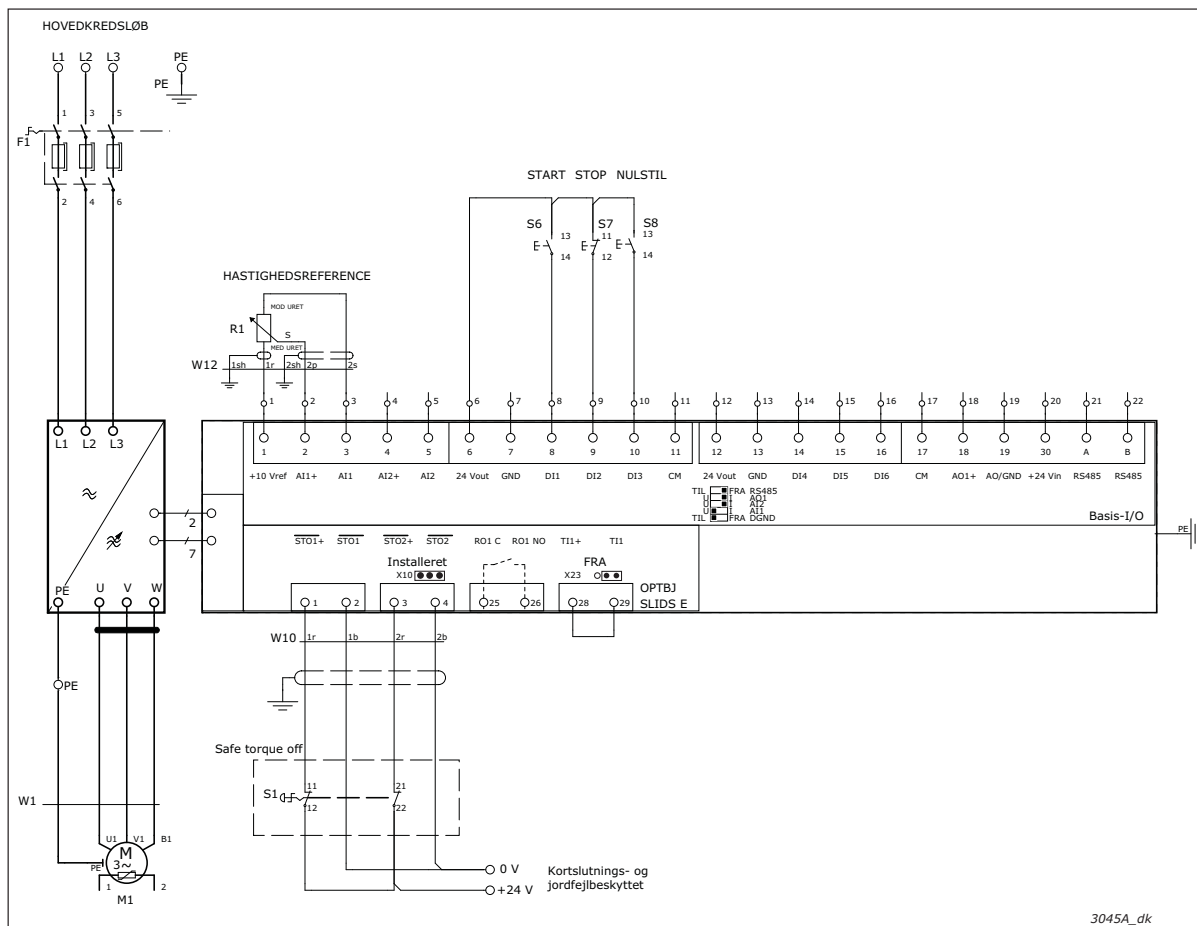 HOVEDKREDSLØB
L1 L2 L3 PE
PE
1 3 5
F1
2 4 6
START STOP NULSTIL
S6 S7 S8
13 11 13
14 12 14
HASTIGHEDSREFERENCE
MOD URET
R1
S
MED URET
W12 1sh 1r 2sh 2p 2s
1 2 3 4 5 6 7 8 9 10 11 12 13 14 15 16 17 18 19 20 21 22
L1 L2 L3
1 2 3 4 5 6 7 8 9 10 11 12 13 14 15 16 17 18 19 30 A B
+10 Vref AI1+ AI1 AI2+ AI2 24 Vout GND DI1 DI2 DI3 CM 24 Vout GND DI4 DI5 DI6 CM AO1+ AO/GND +24 Vin RS485 RS485
TIL FRA RS485
U I AO1
U I AI2
U I AI1
TIL FRA DGND
Basis-I/O
2
7
PE
STO1+ STO1 STO2+ STO2 RO1 C RO1 NO TI1+ TI1
Installeret FRA
X10 X23
OPTBJ
SLIDS E
PE U V W
1 2 3 4 25 26 28 29
W10 1r 1b 2r 2b
PE
Safe torque off
S1
11 21
12 22
W1
U1 V1 B1
M
3~
PE
1 2
M1
0 V
+24 V
Kortslutnings- og
jordfejlbeskyttet
3045A_dk